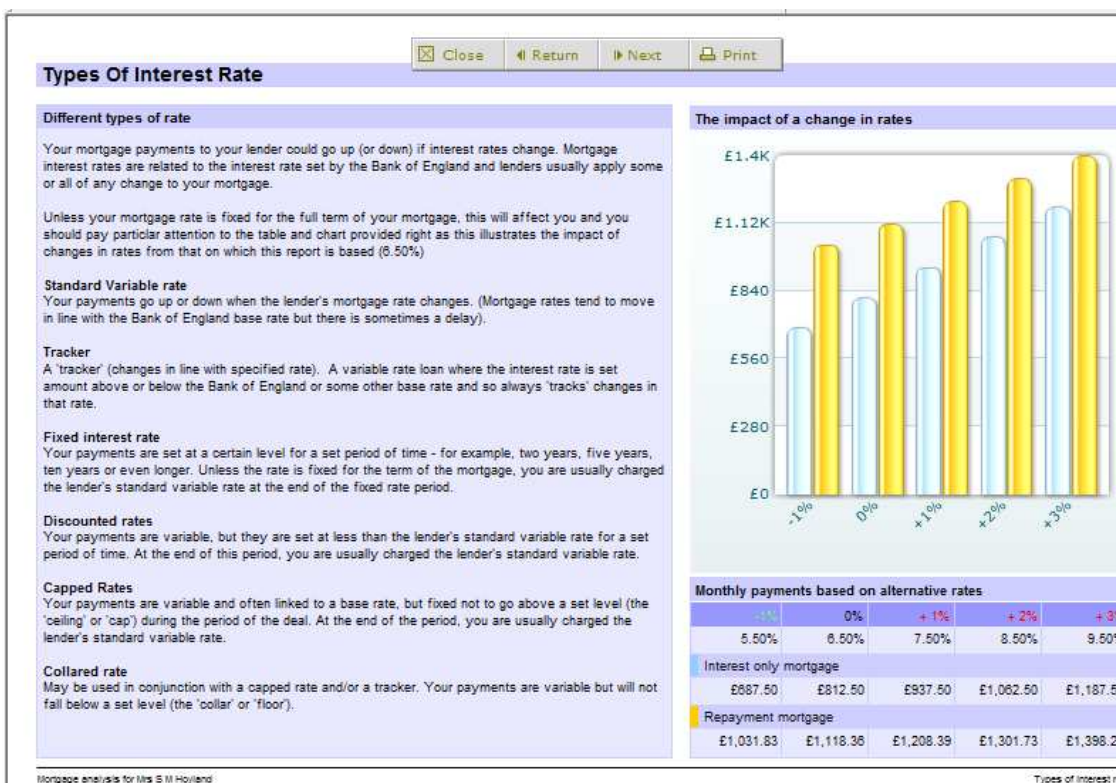 Close Return Next Print
Types Of Interest Rate
Different types of rate
Your mortgage payments to your lender could go up (or down) if interest rates change. Mortgage
interest rates are related to the interest rate set by the Bank of England and lenders usually apply some
or all of any change to your mortgage.
Unless your mortgage rate is fixed for the full term of your mortgage, this will affect you and you
should pay particlar attention to the table and chart provided right as this illustrates the impact of
changes in rates from that on which this report is based (6.50%)
Standard Variable rate
Your payments go up or down when the lender's mortgage rate changes. (Mortgage rates tend to move
in line with the Bank of England base rate but there is sometimes a delay).
Tracker
A 'tracker' (changes in line with specified rate). A variable rate loan where the interest rate is set
amount above or below the Bank of England or some other base rate and so always 'tracks' changes in
that rate.
Fixed interest rate
Your payments are set at a certain level for a set period of time - for example, two years, five years,
ten years or even longer. Unless the rate is fixed for the term of the mortgage, you are usually charged
the lender's standard variable rate at the end of the fixed rate period.
Discounted rates
Your payments are variable, but they are set at less than the lender's standard variable rate for a set
period of time. At the end of this period, you are usually charged the lender's standard variable rate.
Capped Rates
Your payments are variable and often linked to a base rate, but fixed not to go above a set level (the
'ceiling' or 'cap') during the period of the deal. At the end of the period, you are usually charged the
lender's standard variable rate.
Collared rate
May be used in conjunction with a capped rate and/or a tracker. Your payments are variable but will not
fall below a set level (the 'collar' or 'floor').
The impact of a change in rates
£1.4K
£1.12K
£840
£560
£280
£0
-1% 0% +1% +2% +3%
Monthly payments based on alternative rates
-1% 0% + 1% + 2% + 3%
5.50% 6.50% 7.50% 8.50% 9.50%
Interest only mortgage
£687.50 £812.50 £937.50 £1,062.50 £1,187.5
Repayment mortgage
£1,031.83 £1,118.36 £1,208.39 £1,301.73 £1,398.2
Mortgage analysis for Mrs S M Hoyland Types of Interest